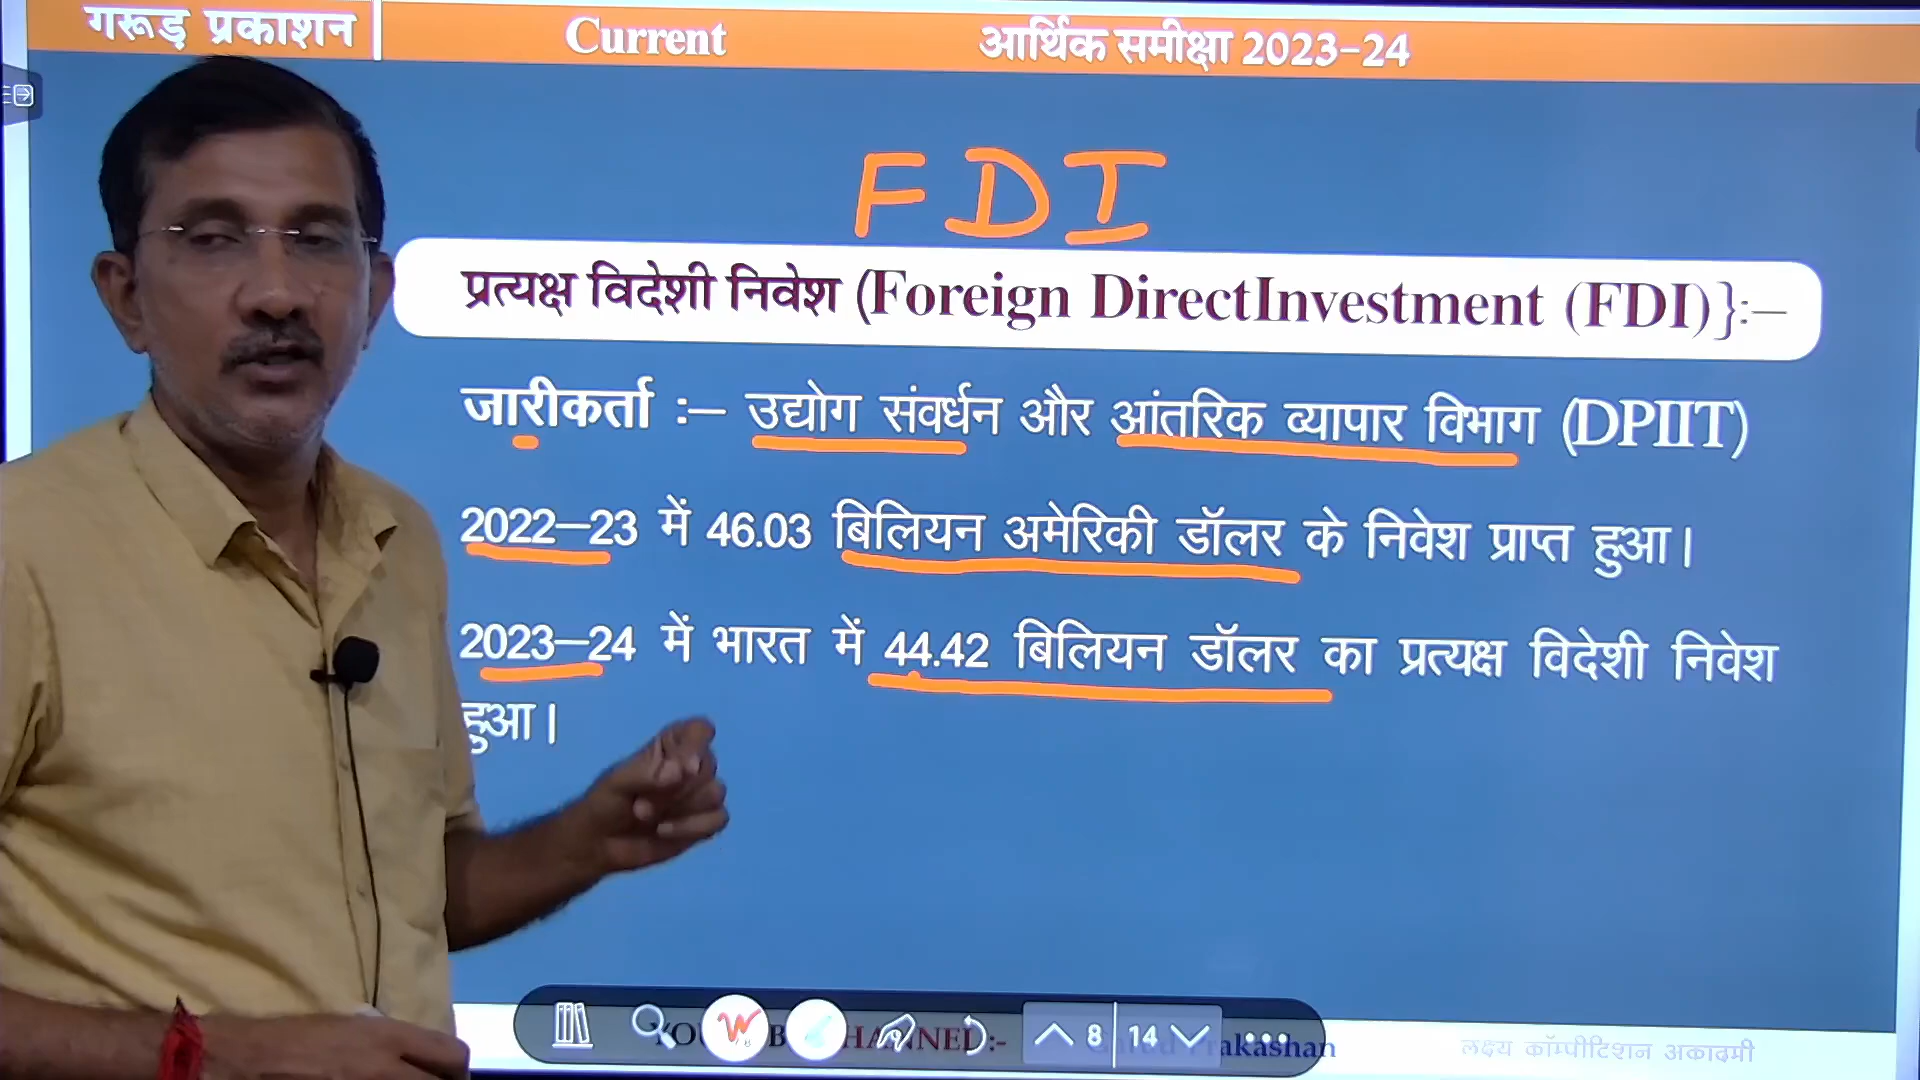 गरूड़ प्रकाशन Current आर्थिक समीक्षा 2023-24
FDI
प्रत्यक्ष विदेशी निवेश (Foreign DirectInvestment (FDI)}:–
जारीकर्ता :– उद्योग संवर्धन और आंतरिक व्यापार विभाग (DPIIT)
2022–23 में 46.03 बिलियन अमेरिकी डॉलर के निवेश प्राप्त हुआ।
2023–24 में भारत में 44.42 बिलियन डॉलर का प्रत्यक्ष विदेशी निवेश
हुआ।
8 14
लक्ष्य कॉम्पीटिशन अकादमी